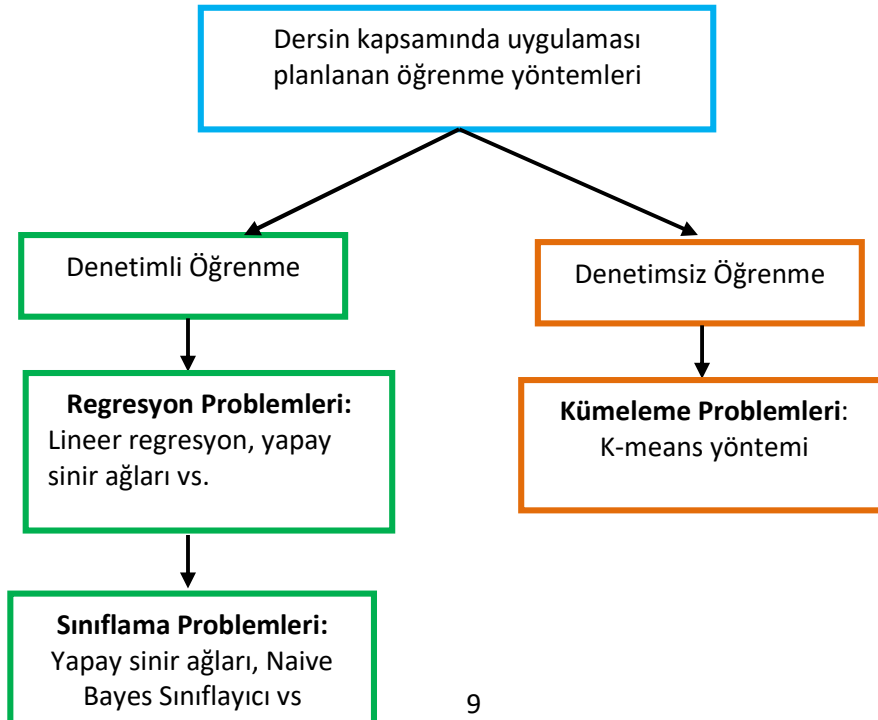 Dersin kapsamında uygulaması
planlanan öğrenme yöntemleri
Denetimli Öğrenme
Denetimsiz Öğrenme
Regresyon Problemleri:
Lineer regresyon, yapay
sinir ağları vs.
Kümeleme Problemleri:
K-means yöntemi
Sınıflama Problemleri:
Yapay sinir ağları, Naive
Bayes Sınıflayıcı vs
9